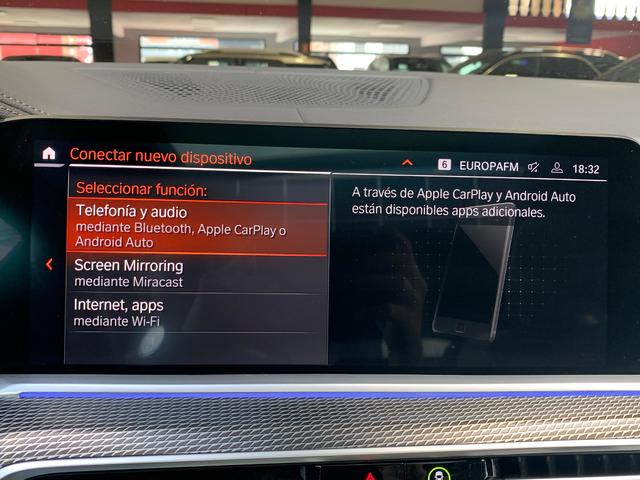 Conectar nuevo dispositivo
6 EUROPAFM 18:32
Seleccionar función:
Telefonía y audio
mediante Bluetooth, Apple CarPlay o
Android Auto
Screen Mirroring
mediante Miracast
Internet, apps
mediante Wi-Fi
A través de Apple CarPlay y Android Auto
están disponibles apps adicionales.